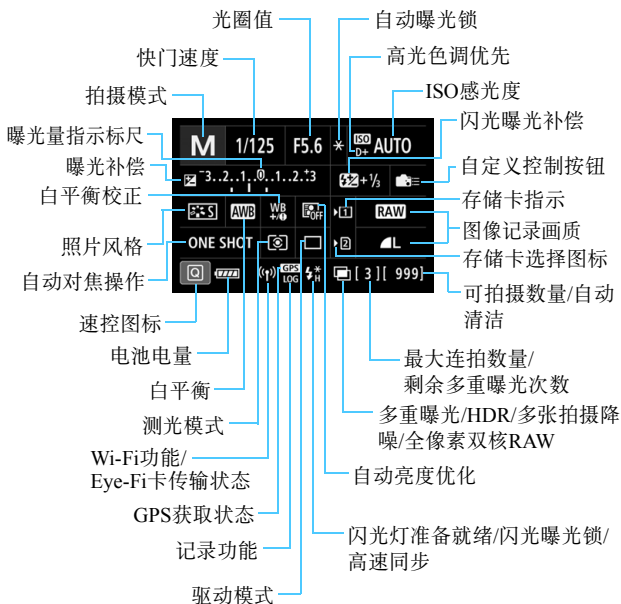 光圈值
自动曝光锁
快门速度
高光色调优先
拍摄模式
ISO感光度
曝光量指示标尺
闪光曝光补偿
曝光补偿
自定义控制按钮
白平衡校正
存储卡指示
照片风格
图像记录画质
自动对焦操作
存储卡选择图标
M 1/125 F5.6 * ISO D+ AUTO
-3..2..1..0..1..2..+3 +1/3
S AWB WB +/- OFF 1 RAW
ONE SHOT 2 L
Q GPS LOG H [ 3 ][ 999]
速控图标
可拍摄数量/自动
清洁
电池电量
最大连拍数量/
剩余多重曝光次数
白平衡
测光模式
多重曝光/HDR/多张拍摄降
噪/全像素双核RAW
Wi-Fi功能/
Eye-Fi卡传输状态
自动亮度优化
GPS获取状态
记录功能
闪光灯准备就绪/闪光曝光锁/
高速同步
驱动模式